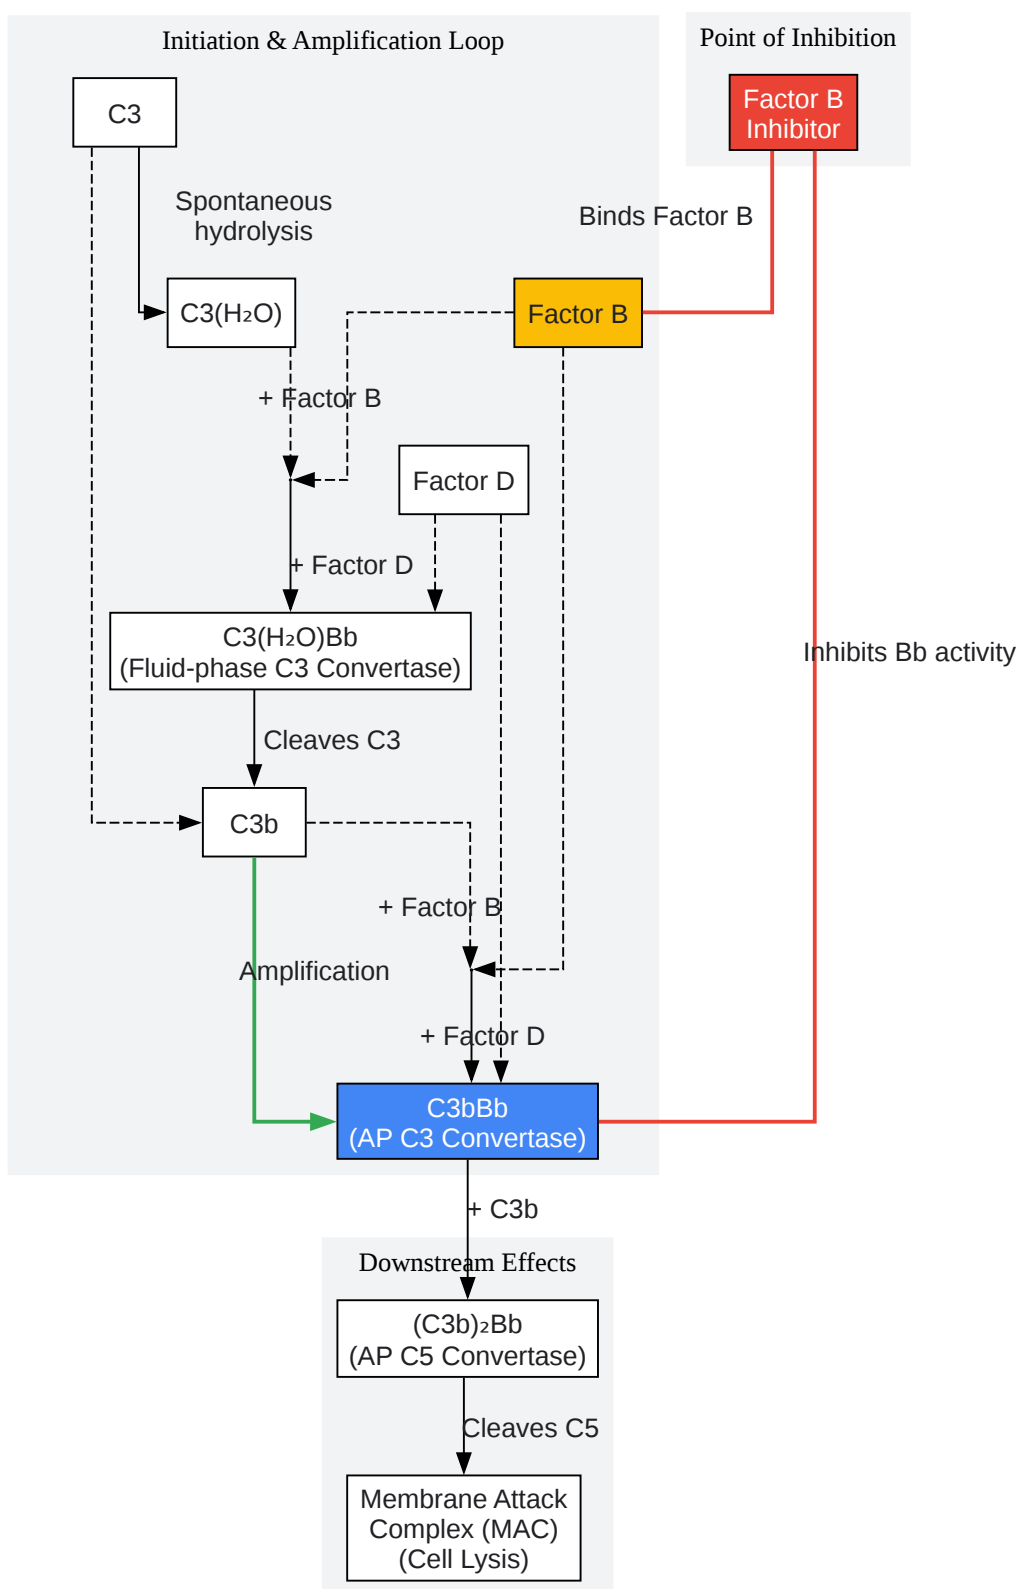 Initiation & Amplification Loop
Point of Inhibition
C3
Factor B
Inhibitor
Spontaneous
hydrolysis
Binds Factor B
C3(H₂O)
Factor B
+ Factor B
Factor D
+ Factor D
C3(H₂O)Bb
(Fluid-phase C3 Convertase)
Inhibits Bb activity
Cleaves C3
C3b
+ Factor B
Amplification
+ Factor D
C3bBb
(AP C3 Convertase)
+ C3b
Downstream Effects
(C3b)₂Bb
(AP C5 Convertase)
Cleaves C5
Membrane Attack
Complex (MAC)
(Cell Lysis)